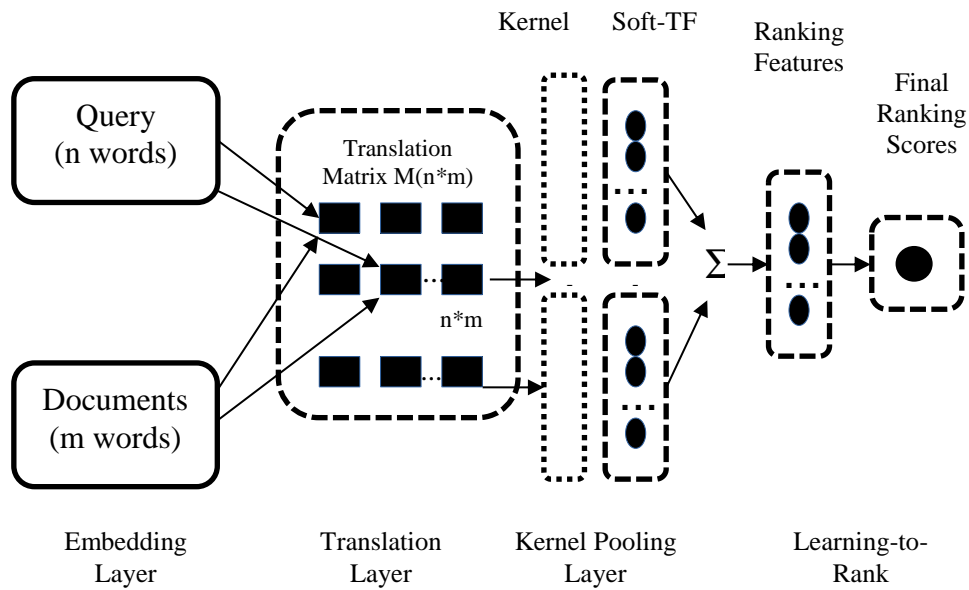 Kernel
Soft-TF
Ranking
Features
Final
Ranking
Scores
Query
(n words)
Translation
Matrix M(n*m)
...
...
Σ
...
...
n*m
Documents
(m words)
...
...
Embedding
Layer
Translation
Layer
Kernel Pooling
Layer
Learning-to-
Rank